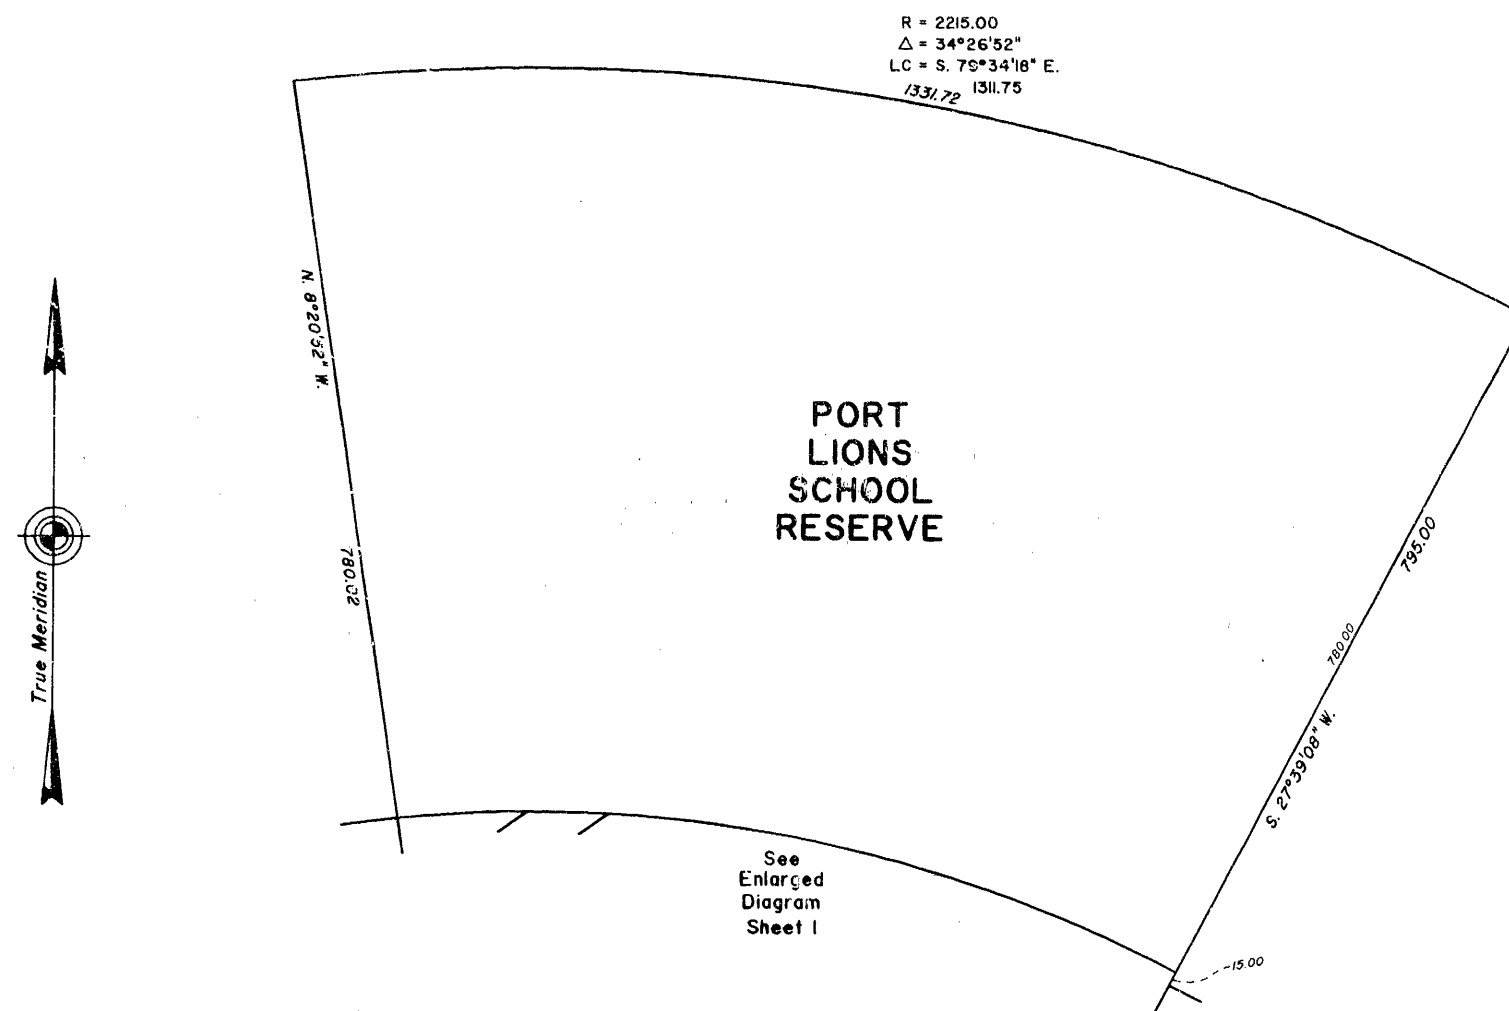 R = 2215.00
Δ = 34°26'52"
LC = S. 79°34'18" E.
1311.75
1331.72
N. 8°20'52" W.
780.02
PORT
LIONS
SCHOOL
RESERVE
795.00
780.00
S. 27°39'08" W.
True Meridian
See
Enlarged
Diagram
Sheet 1
15.00